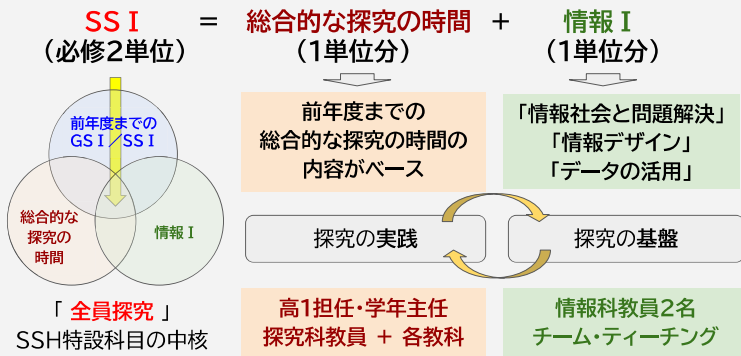 SSⅠ = 総合的な探究の時間 + 情報Ⅰ
(必修2単位) (1単位分) (1単位分)
前年度までの
GSⅠ/SSⅠ
総合的な
探究の
時間
情報Ⅰ
「 全員探究 」
SSH特設科目の中核
前年度までの
総合的な探究の時間の
内容がベース
「情報社会と問題解決」
「情報デザイン」
「データの活用」
探究の実践
探究の基盤
高1担任・学年主任
探究科教員 + 各教科
情報科教員2名
チーム・ティーチング